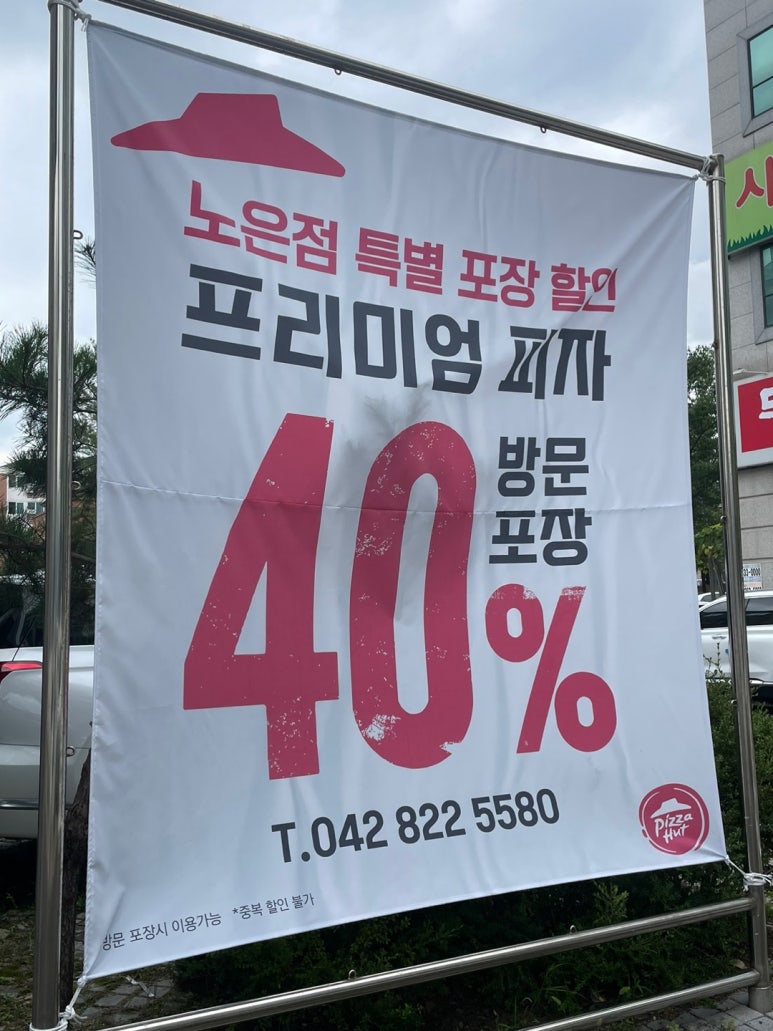 노은점 특별 포장 할인
프리미엄 피자
40%
방문
포장
T.042 822 5580
Pizza
Hut
방문 포장시 이용가능 *중복 할인 불가